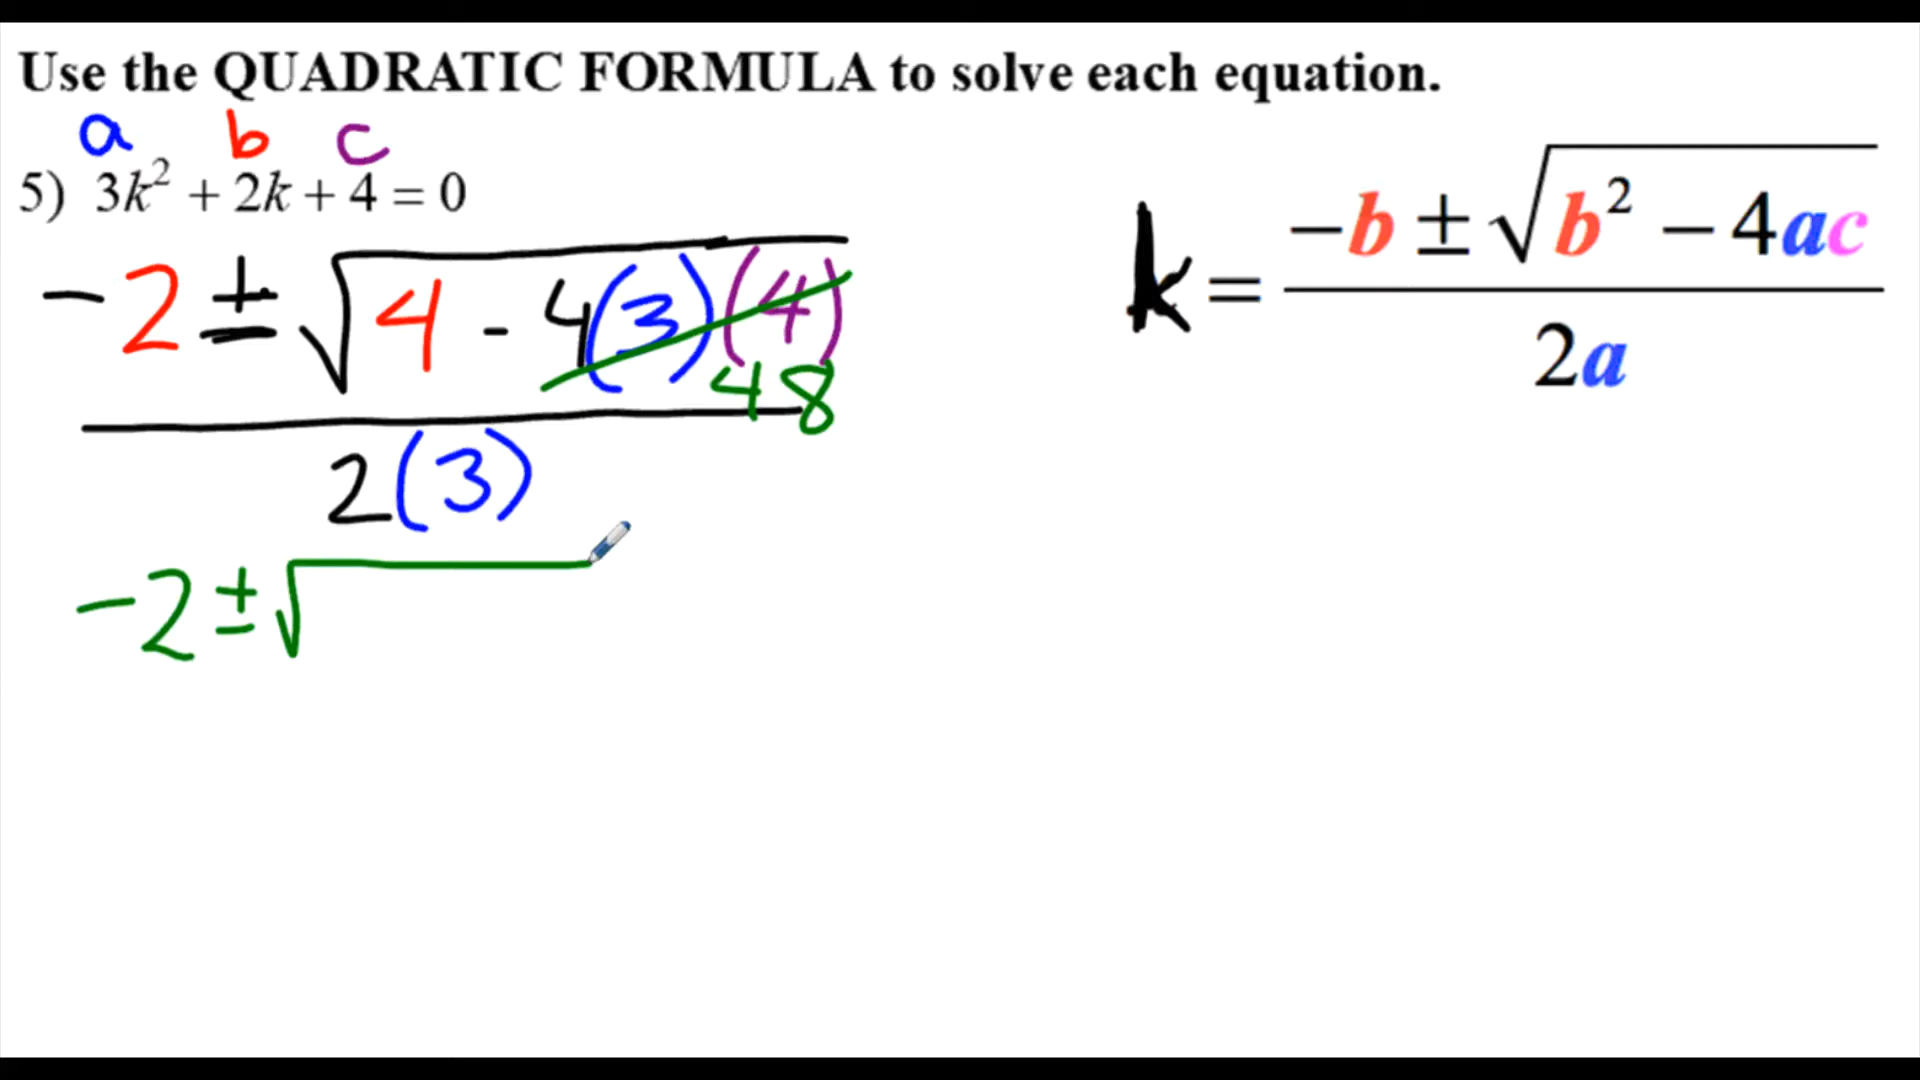 Use the QUADRATIC FORMULA to solve each equation.
a b c
5) 3k² + 2k + 4 = 0
-2 ± √4 - 4(3)(4)
48
2(3)
-2 ± √
k = −b ± √b² − 4ac
2a